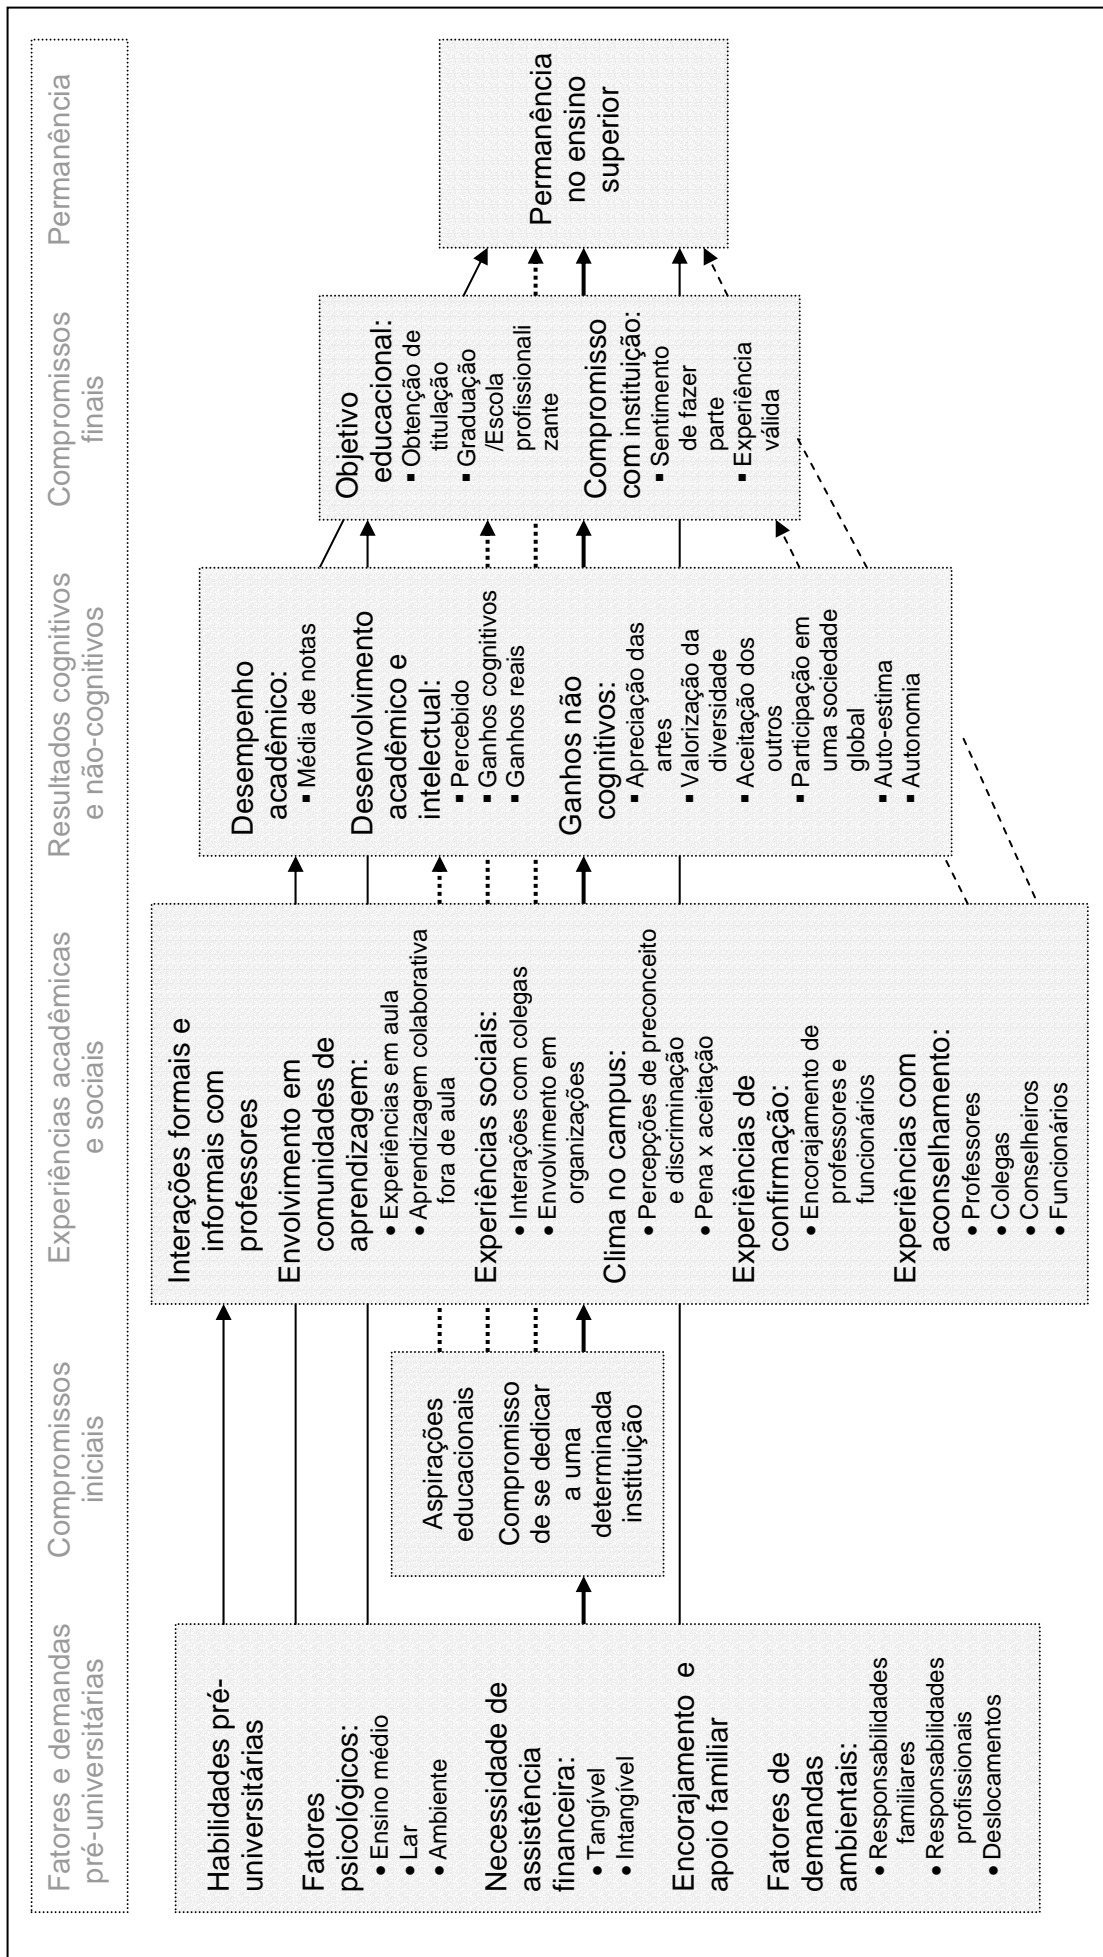 Fatores e demandas
pré-universitárias
Compromissos
iniciais
Experiências acadêmicas
e sociais
Resultados cognitivos
e não-cognitivos
Compromissos
finais
Permanência
Habilidades pré-
universitárias
Fatores
psicológicos:
• Ensino médio
• Lar
• Ambiente
Necessidade de
assistência
financeira:
• Tangível
• Intangível
Encorajamento e
apoio familiar
Fatores de
demandas
ambientais:
• Responsabilidades
familiares
• Responsabilidades
profissionais
• Deslocamentos
Aspirações
educacionais
Compromisso
de se dedicar
a uma
determinada
instituição
Interações formais e
informais com
professores
Envolvimento em
comunidades de
aprendizagem:
• Experiências em aula
• Aprendizagem colaborativa
fora de aula
Experiências sociais:
• Interações com colegas
• Envolvimento em
organizações
Clima no campus:
• Percepções de preconceito
e discriminação
• Pena x aceitação
Experiências de
confirmação:
• Encorajamento de
professores e
funcionários
Experiências com
aconselhamento:
• Professores
• Colegas
• Conselheiros
• Funcionários
Desempenho
acadêmico:
▪ Média de notas
Desenvolvimento
acadêmico e
intelectual:
▪ Percebido
▪ Ganhos cognitivos
▪ Ganhos reais
Ganhos não
cognitivos:
▪ Apreciação das
artes
▪ Valorização da
diversidade
▪ Aceitação dos
outros
▪ Participação em
uma sociedade
global
▪ Auto-estima
▪ Autonomia
Objetivo
educacional:
▪ Obtenção de
titulação
▪ Graduação
/Escola
profissionali
zante
Compromisso
com instituição:
▪ Sentimento
de fazer
parte
▪ Experiência
válida
Permanência
no ensino
superior